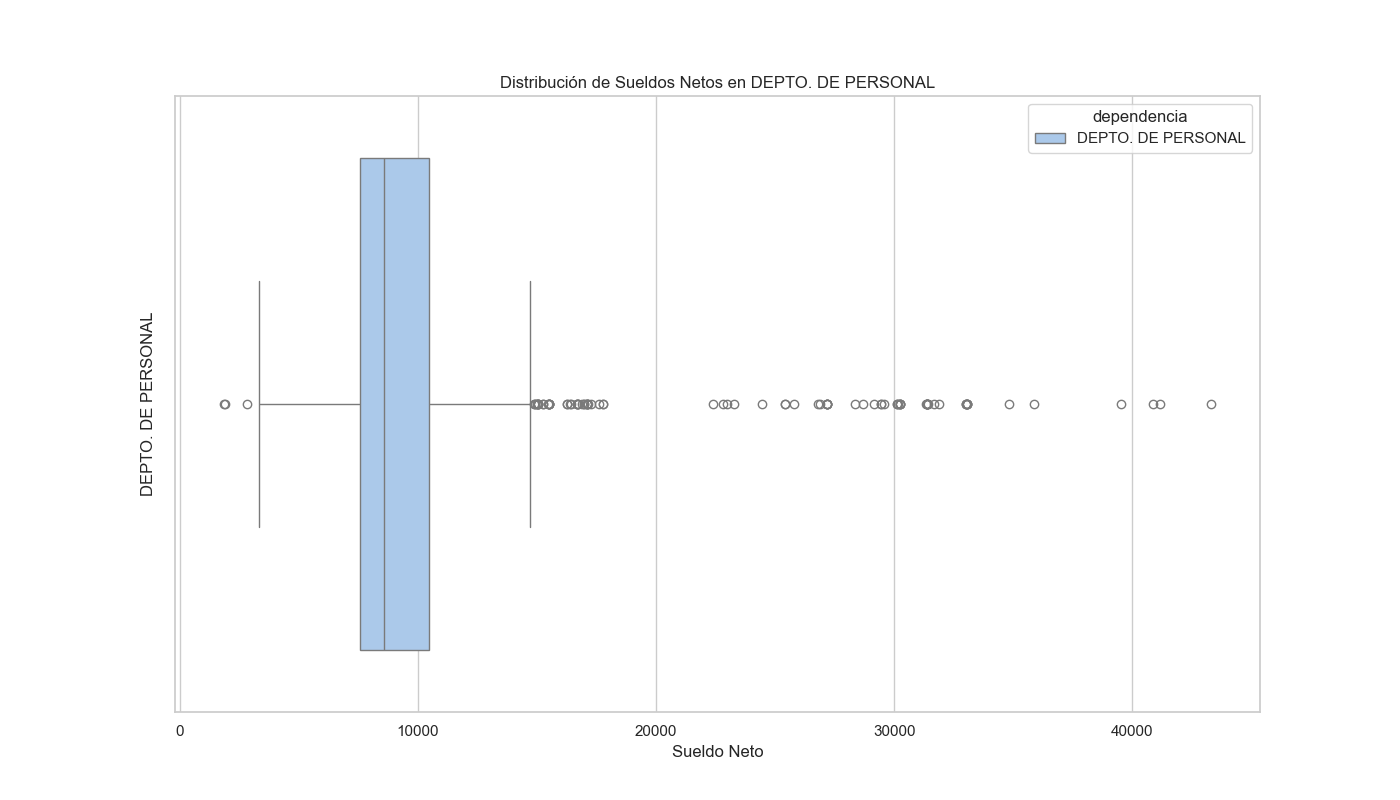 Distribución de Sueldos Netos en DEPTO. DE PERSONAL
dependencia
DEPTO. DE PERSONAL
DEPTO. DE PERSONAL
0
10000
20000
30000
40000
Sueldo Neto